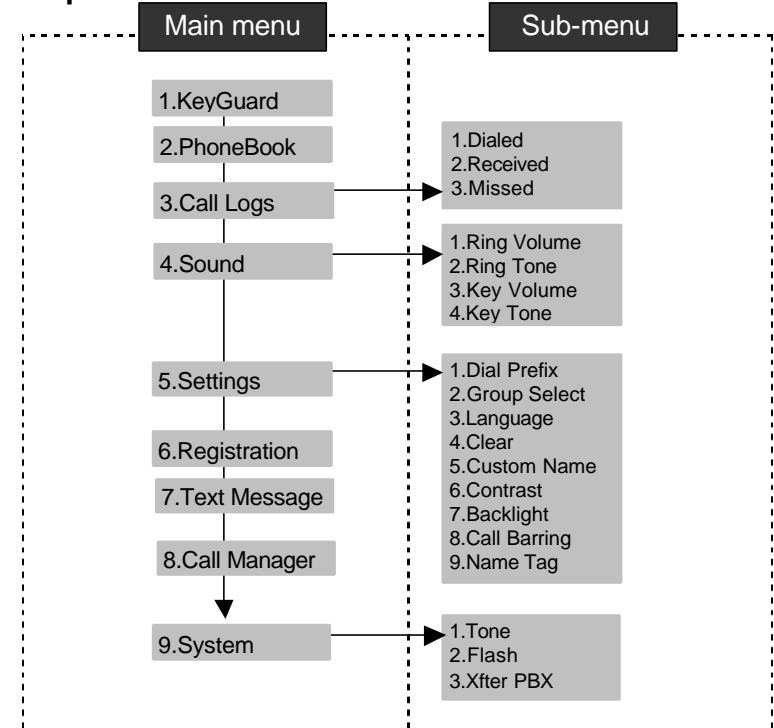 Main menu
Sub-menu
1.KeyGuard
2.PhoneBook
3.Call Logs
4.Sound
5.Settings
6.Registration
7.Text Message
8.Call Manager
9.System
1.Dialed
2.Received
3.Missed
1.Ring Volume
2.Ring Tone
3.Key Volume
4.Key Tone
1.Dial Prefix
2.Group Select
3.Language
4.Clear
5.Custom Name
6.Contrast
7.Backlight
8.Call Barring
9.Name Tag
1.Tone
2.Flash
3.Xfter PBX